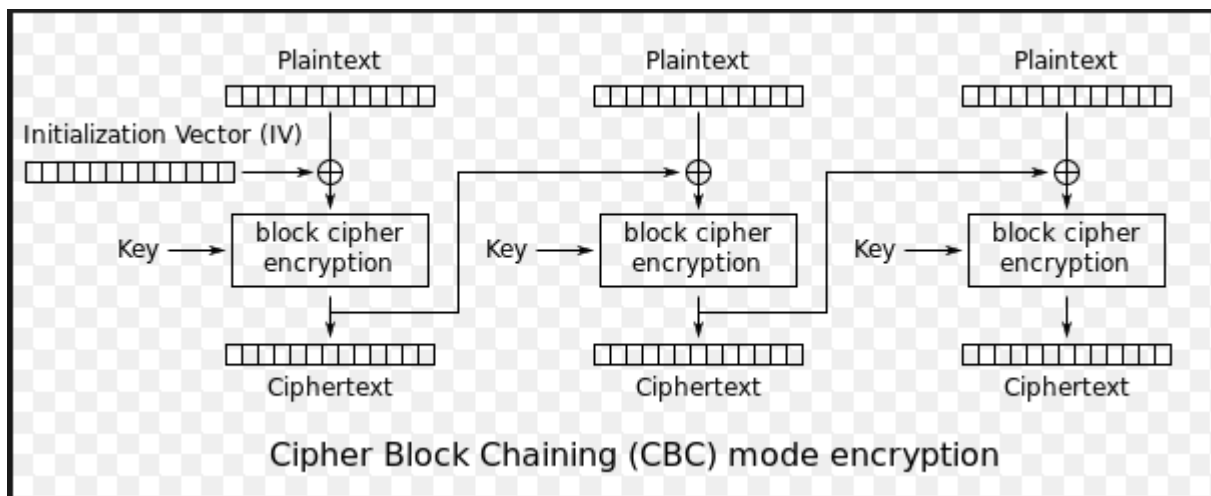 Plaintext
Plaintext
Plaintext
Initialization Vector (IV)
Key
block cipher
encryption
Key
block cipher
encryption
Key
block cipher
encryption
Ciphertext
Ciphertext
Ciphertext
Cipher Block Chaining (CBC) mode encryption